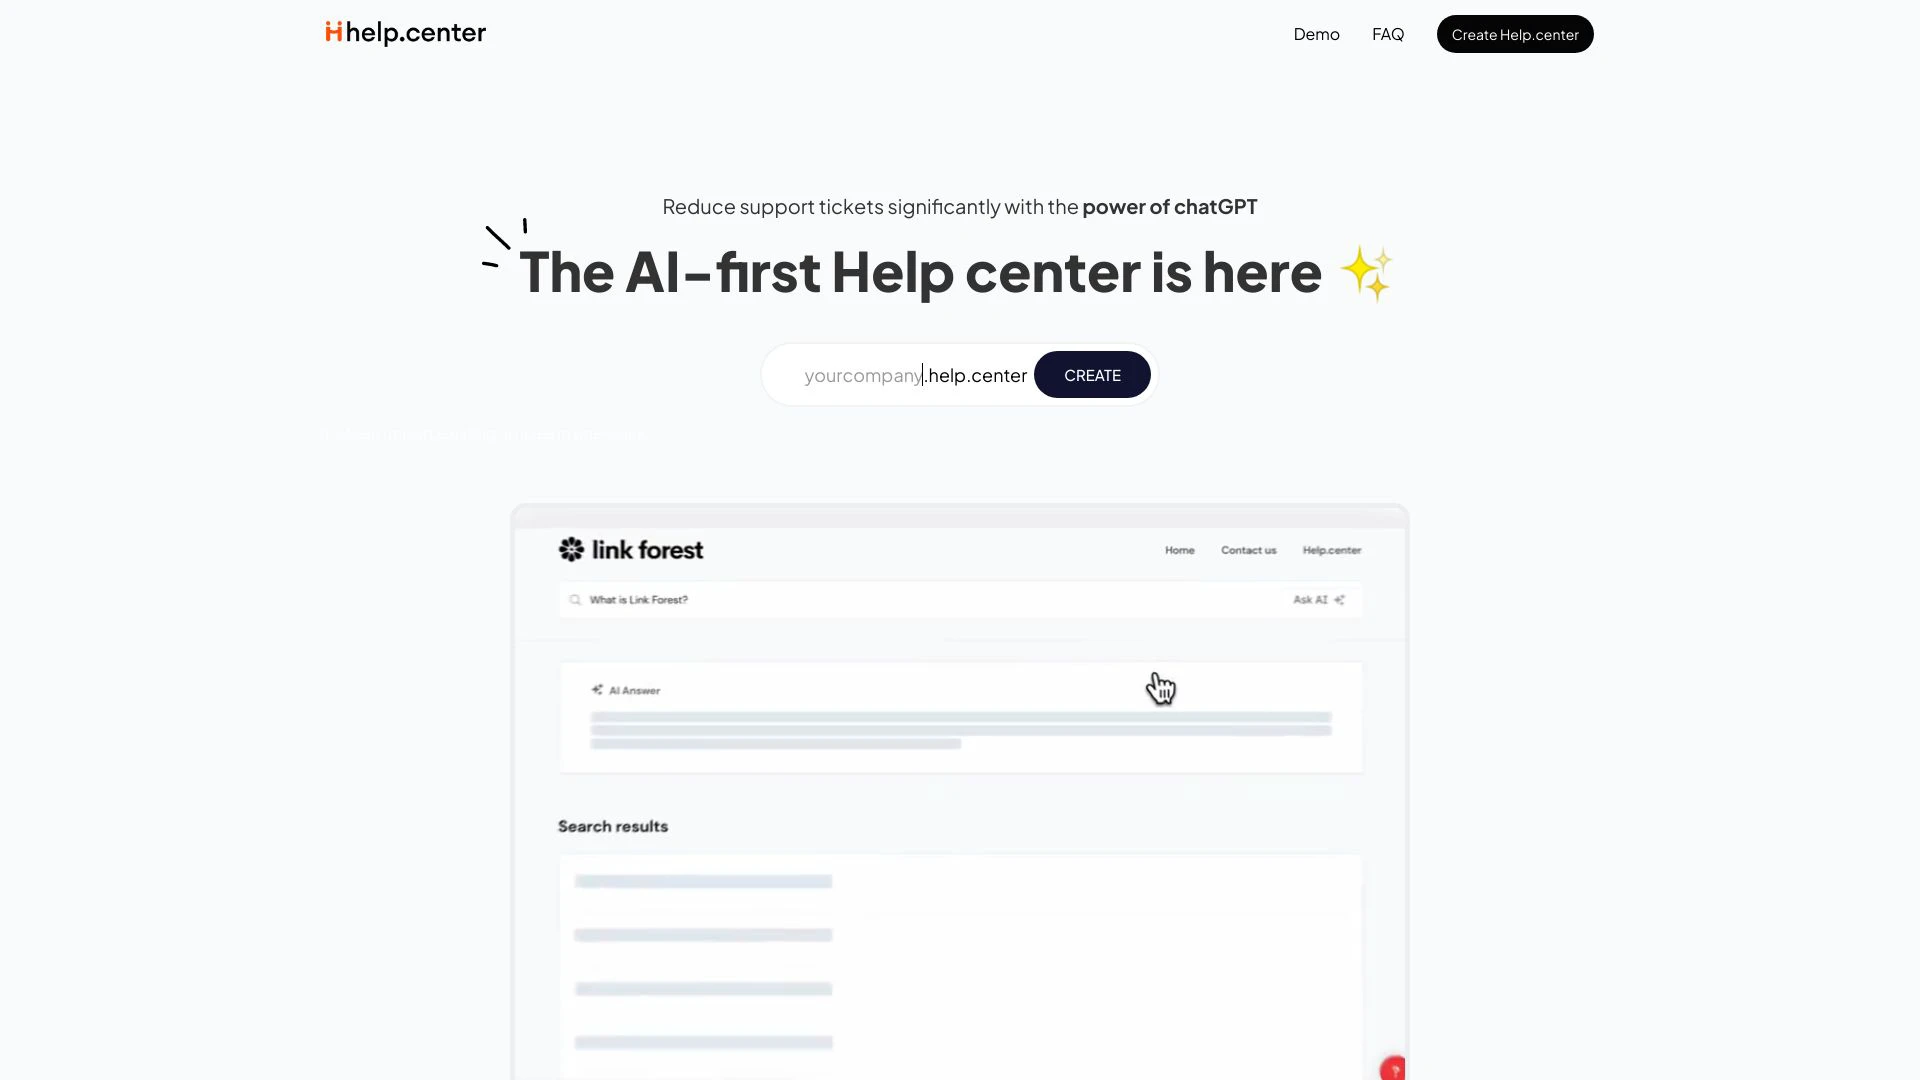 help.center
Demo
FAQ
Create Help.center
Reduce support tickets significantly with the power of chatGPT
The AI-first Help center is here ✨
yourcompany.help.center
CREATE
link forest
Home
Contact us
Help.center
What is Link Forest?
Ask AI
AI Answer
Search results
?